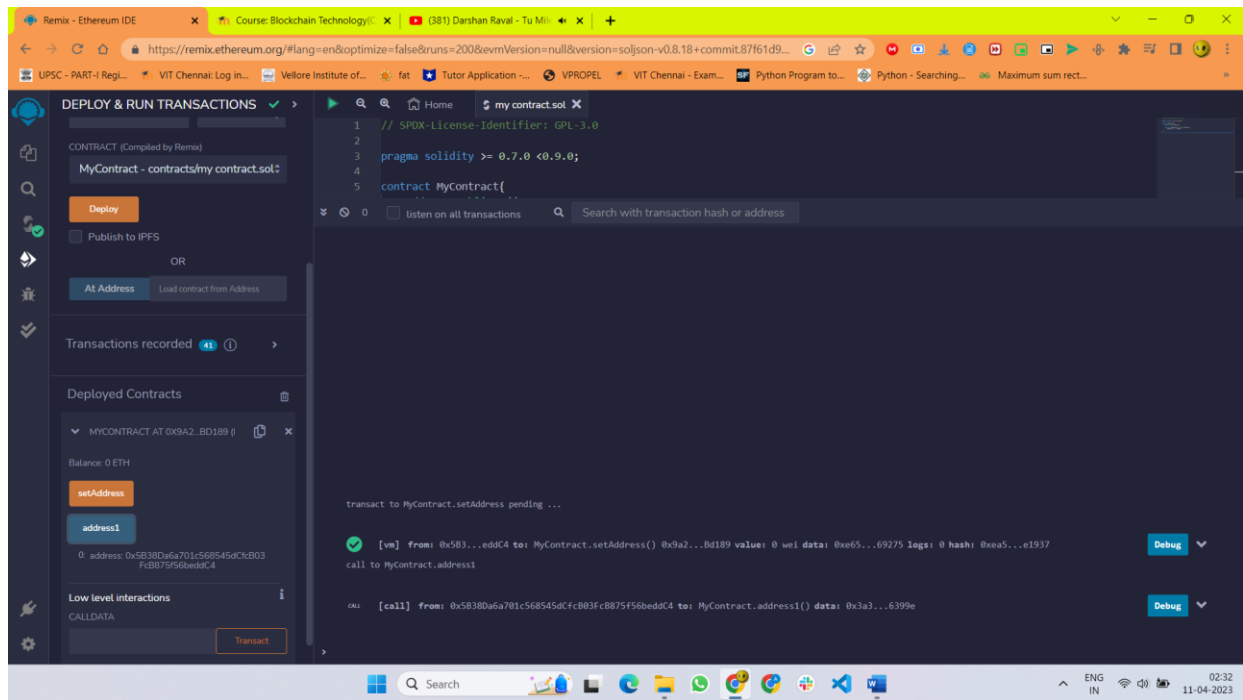 Remix - Ethereum IDE
Course: Blockchain Technology(C
(381) Darshan Raval - Tu Mile
https://remix.ethereum.org/#lang=en&optimize=false&runs=200&evmVersion=null&version=soljson-v0.8.18+commit.87f61d9...
UPSC - PART-I Regi...
VIT Chennai: Log in...
Vellore Institute of...
fat
Tutor Application -...
VPROPEL
VIT Chennai - Exam...
Python Program to...
Python - Searching...
Maximum sum rect...
DEPLOY & RUN TRANSACTIONS
CONTRACT (Compiled by Remix)
MyContract - contracts/my contract.sol
Deploy
Publish to IPFS
OR
At Address
Load contract from Address
Transactions recorded 41
Deployed Contracts
MYCONTRACT AT 0X9A2...BD189 (
Balance: 0 ETH
setAddress
address1
0: address: 0x5B38Da6a701c568545dCfcB03
FcB875f56beddC4
Low level interactions
CALLDATA
Transact
Home
my contract.sol
1 // SPDX-License-Identifier: GPL-3.0
2
3 pragma solidity >= 0.7.0 <0.9.0;
4
5 contract MyContract{
0
listen on all transactions
Search with transaction hash or address
transact to MyContract.setAddress pending ...
[vm] from: 0x5B3...eddC4 to: MyContract.setAddress() 0x9a2...Bd189 value: 0 wei data: 0xe65...69275 logs: 0 hash: 0xea5...e1937
Debug
call to MyContract.address1
CALL [call] from: 0x5B38Da6a701c568545dCfcB03FcB875f56beddC4 to: MyContract.address1() data: 0x3a3...6399e
Debug
>
Search
ENG
IN
02:32
11-04-2023